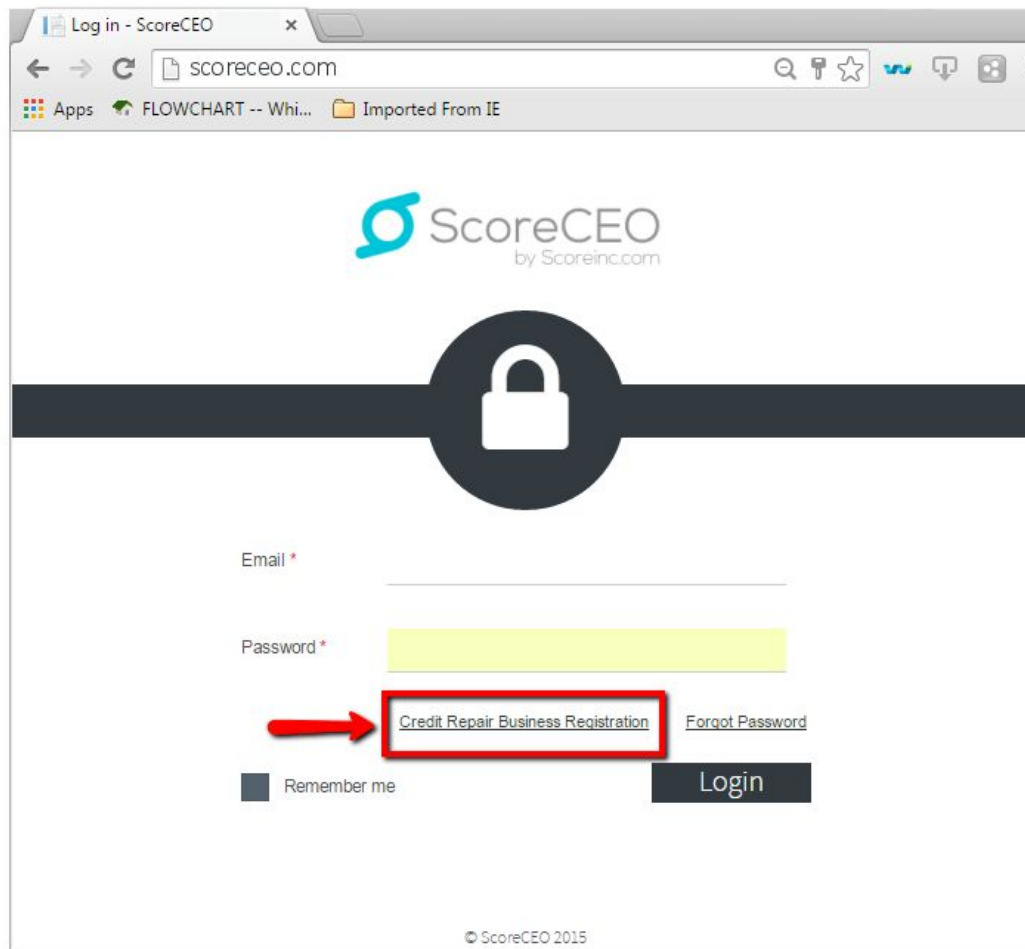 Log in - ScoreCEO
scoreceo.com
Apps FLOWCHART -- Whi... Imported From IE
ScoreCEO
by Scoreinc.com
Email *
Password *
Credit Repair Business Registration Forgot Password
Remember me Login
© ScoreCEO 2015